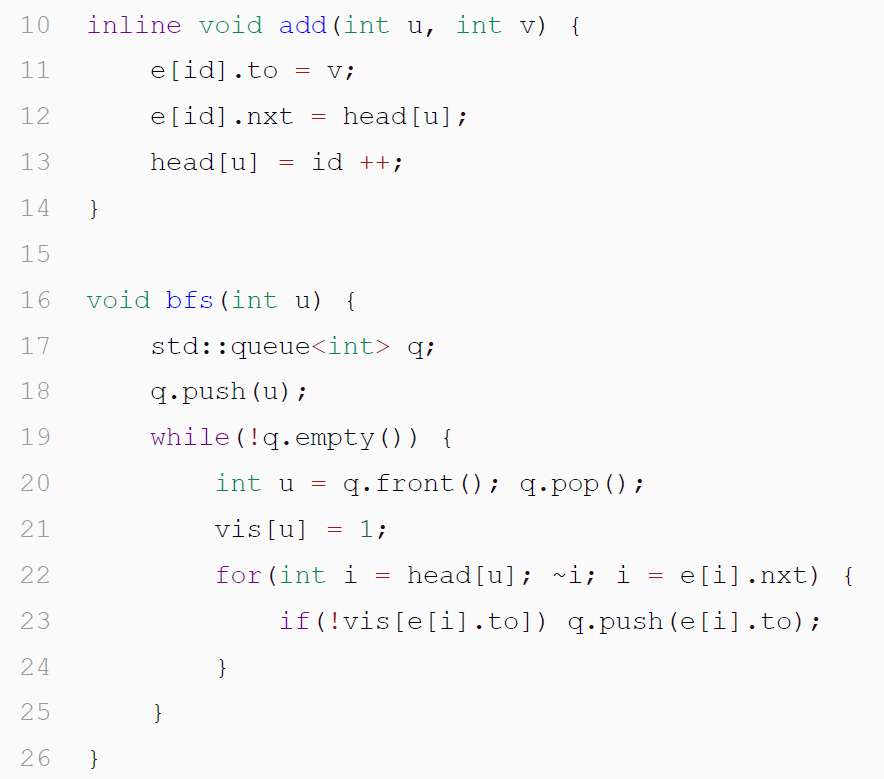 10 inline void add(int u, int v) {
11     e[id].to = v;
12     e[id].nxt = head[u];
13     head[u] = id ++;
14 }
15
16 void bfs(int u) {
17     std::queue<int> q;
18     q.push(u);
19     while(!q.empty()) {
20         int u = q.front(); q.pop();
21         vis[u] = 1;
22         for(int i = head[u]; ~i; i = e[i].nxt) {
23             if(!vis[e[i].to]) q.push(e[i].to);
24         }
25     }
26 }